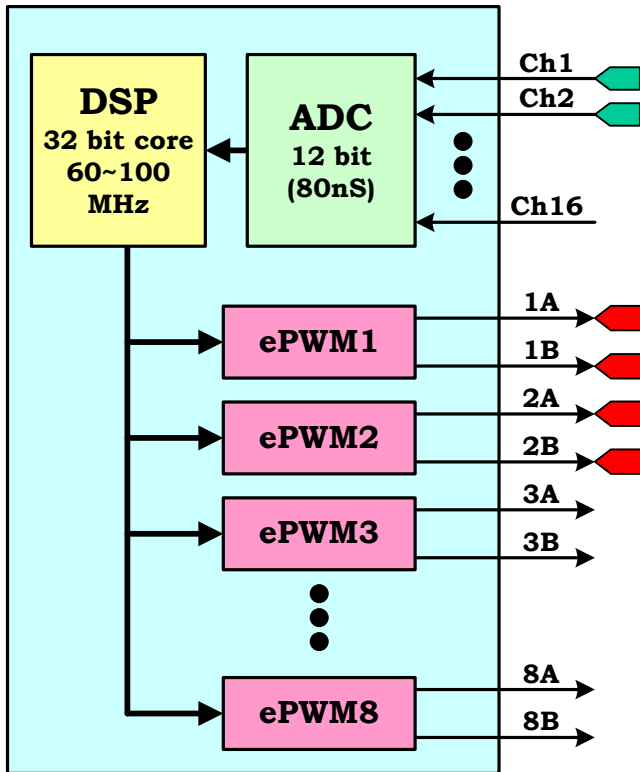 DSP
32 bit core
60~100
MHz
ADC
12 bit
(80nS)
Ch1
Ch2
Ch16
ePWM1
1A
1B
ePWM2
2A
2B
ePWM3
3A
3B
ePWM8
8A
8B